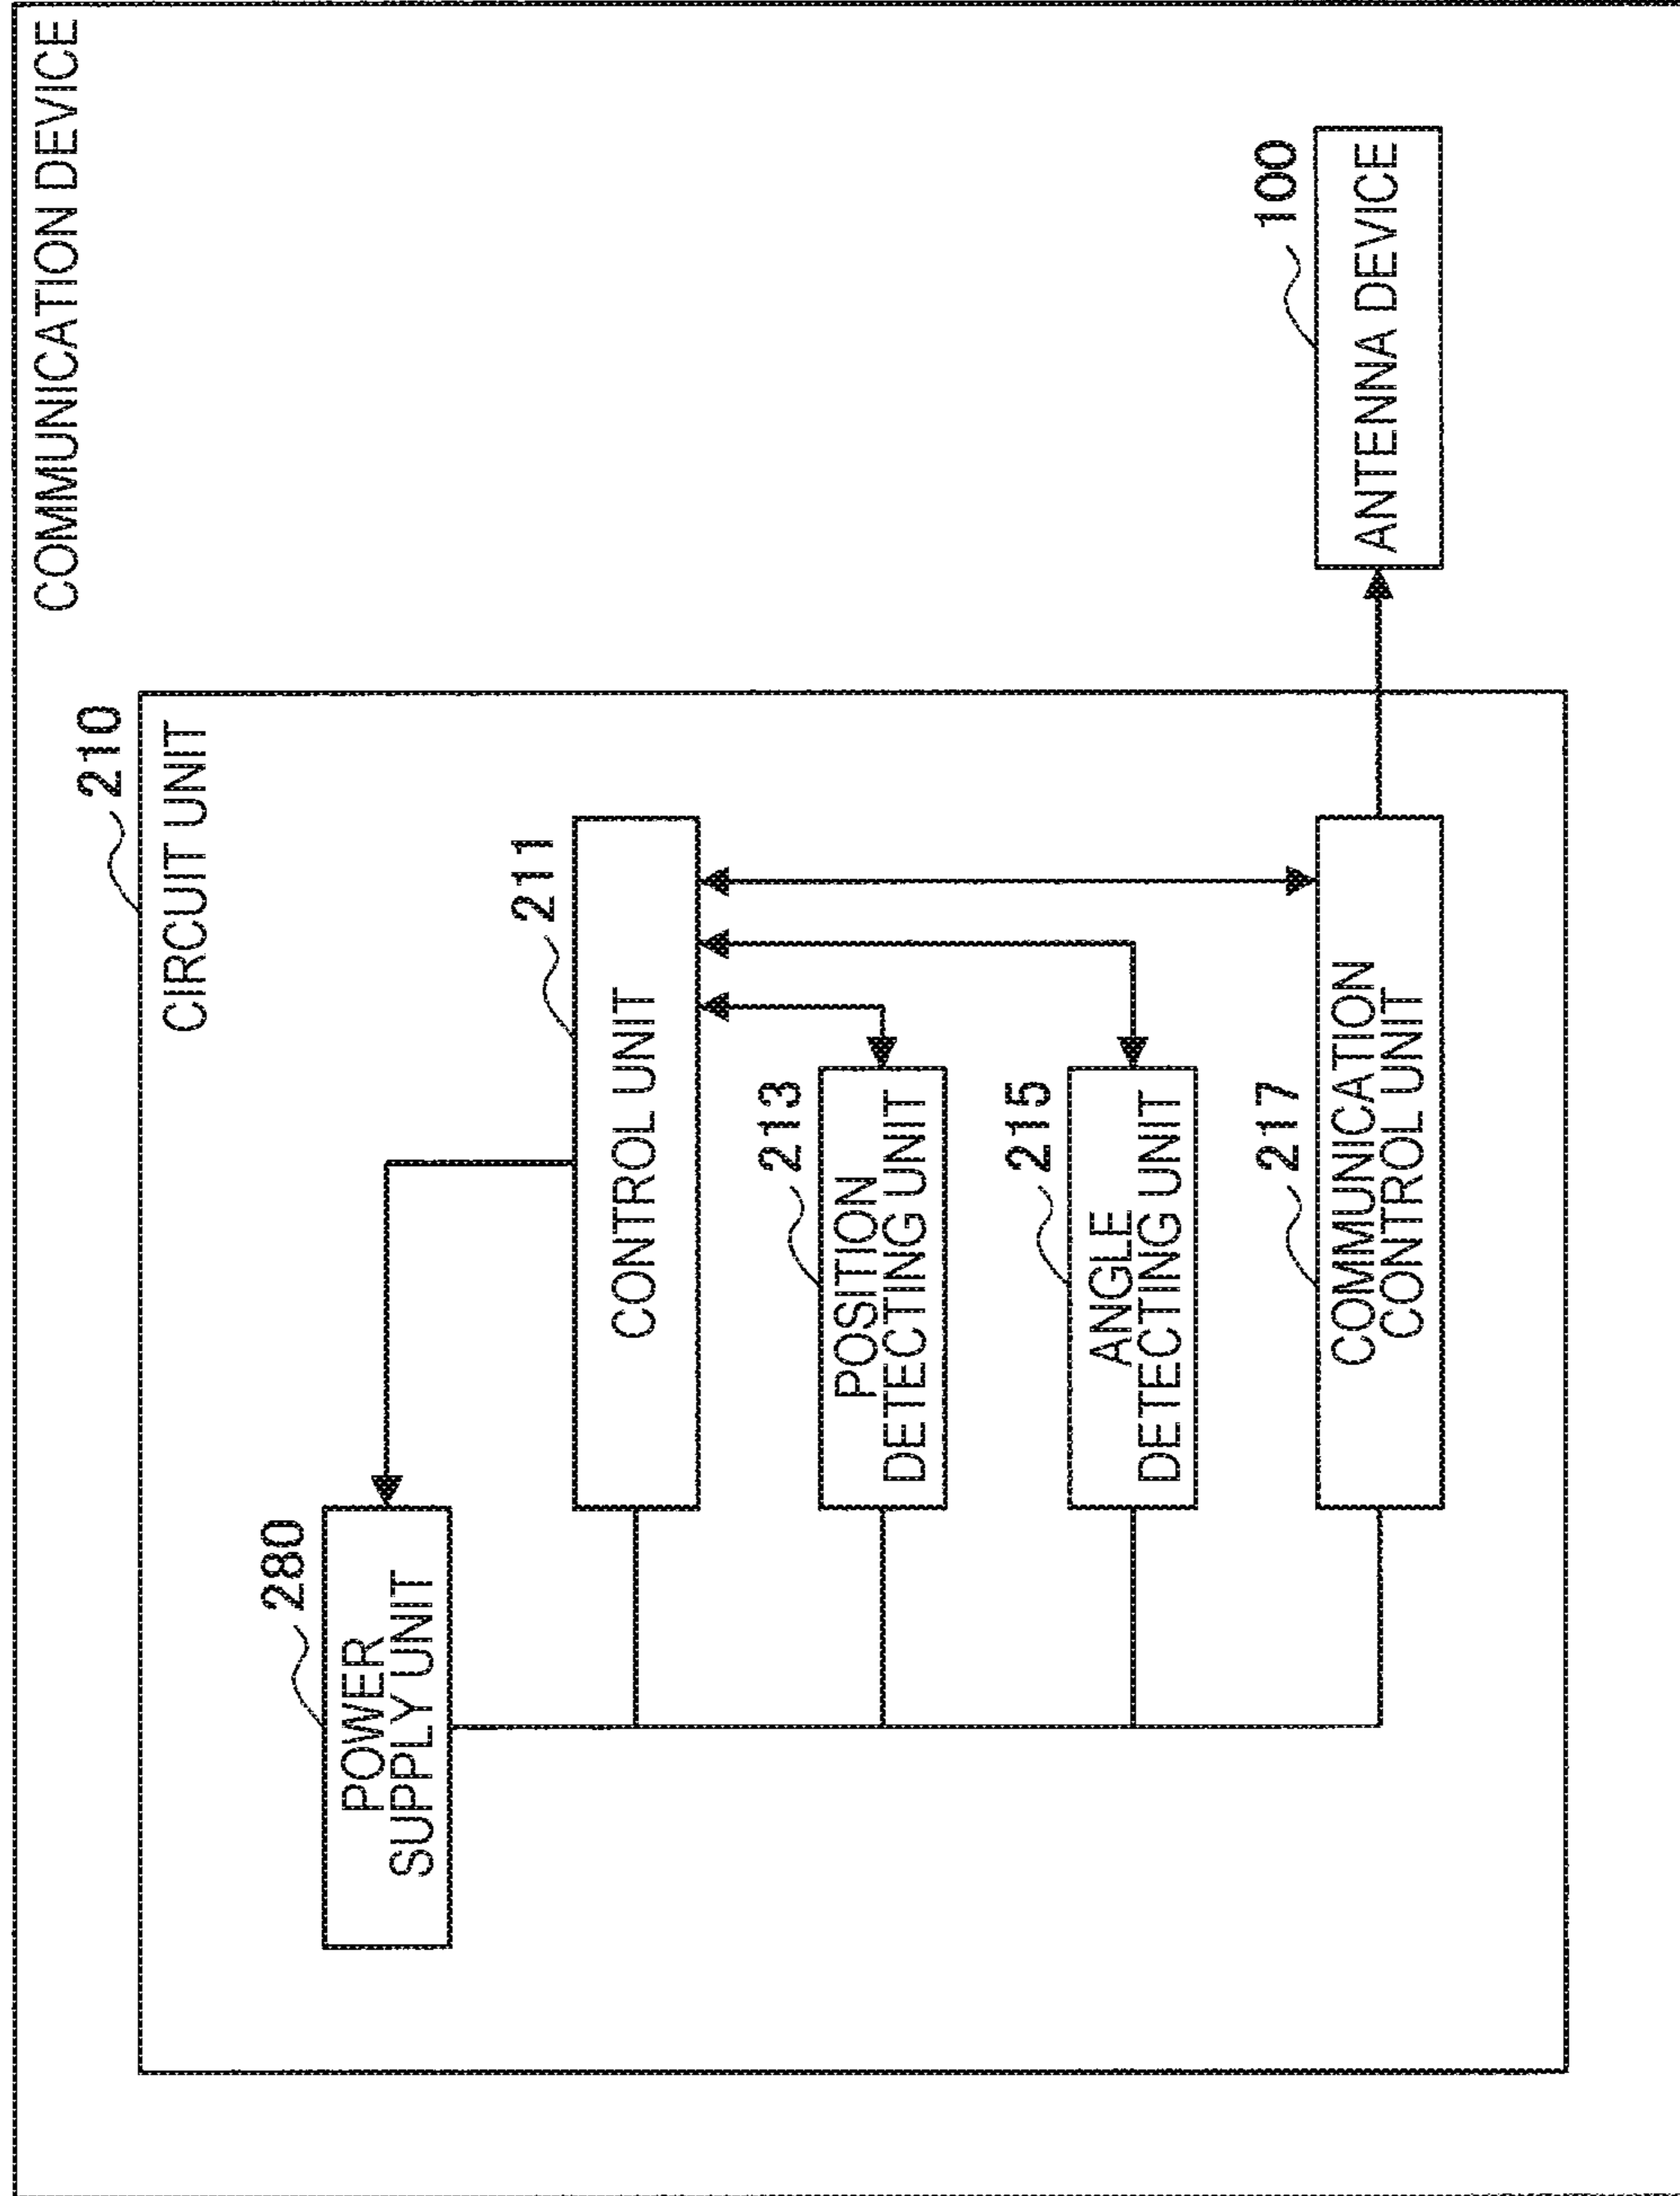 COMMUNICATION DEVICE
210
CIRCUIT UNIT
280
POWER
SUPPLY UNIT
211
CONTROL UNIT
213
POSITION
DETECTING UNIT
215
ANGLE
DETECTING UNIT
217
COMMUNICATION
CONTROL UNIT
100
ANTENNA DEVICE